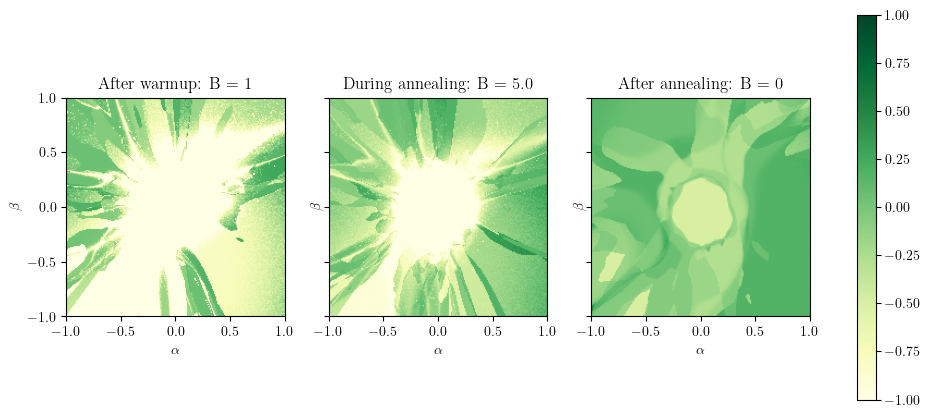 After warmup: B = 1
During annealing: B = 5.0
After annealing: B = 0
1.0
0.5
0.0
−0.5
−1.0
β
β
β
−1.0 −0.5 0.0 0.5 1.0
−1.0 −0.5 0.0 0.5 1.0
−1.0 −0.5 0.0 0.5 1.0
α
α
α
1.00
0.75
0.50
0.25
0.00
−0.25
−0.50
−0.75
−1.00